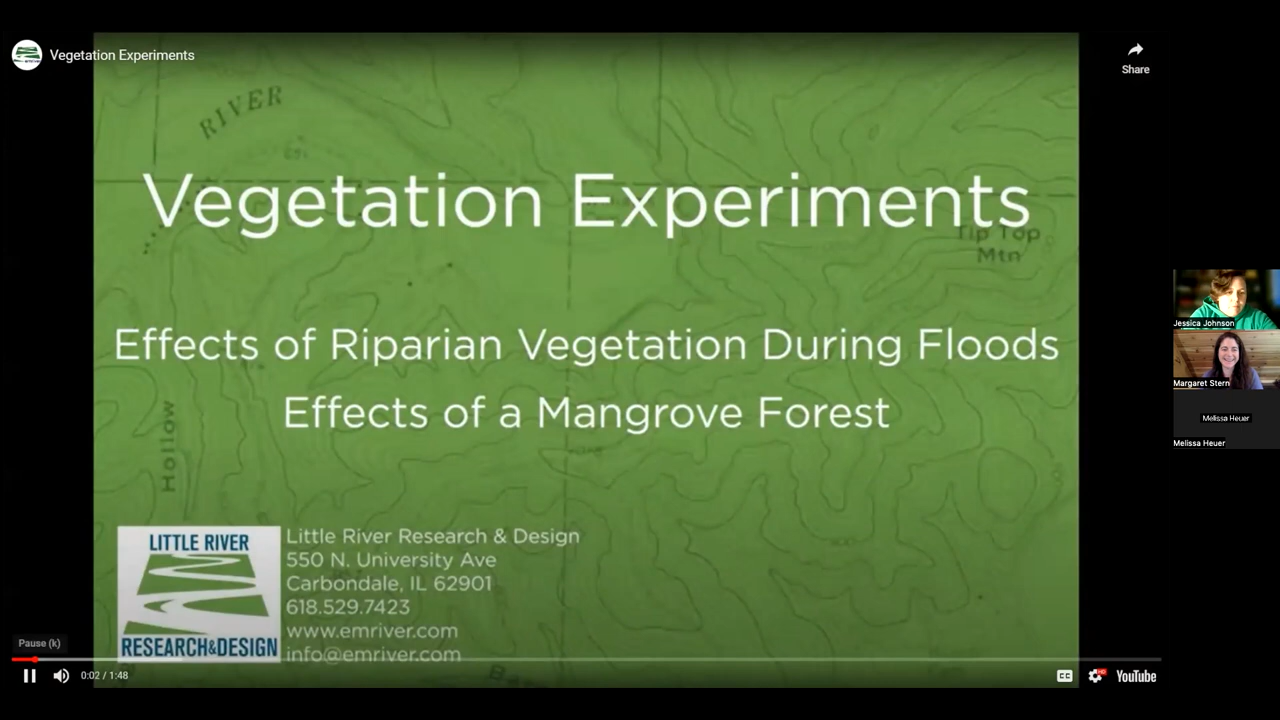 Vegetation Experiments
Share
RIVER
Vegetation Experiments
Tip Top
Mtn
Effects of Riparian Vegetation During Floods
Effects of a Mangrove Forest
Hollow
LITTLE RIVER
RESEARCH&DESIGN
Little River Research & Design
550 N. University Ave
Carbondale, IL 62901
618.529.7423
www.emriver.com
info@emriver.com
Pause (k)
0:02 / 1:48
CC
HD
YouTube
Jessica Johnson
Margaret Stern
Melissa Heuer
Melissa Heuer